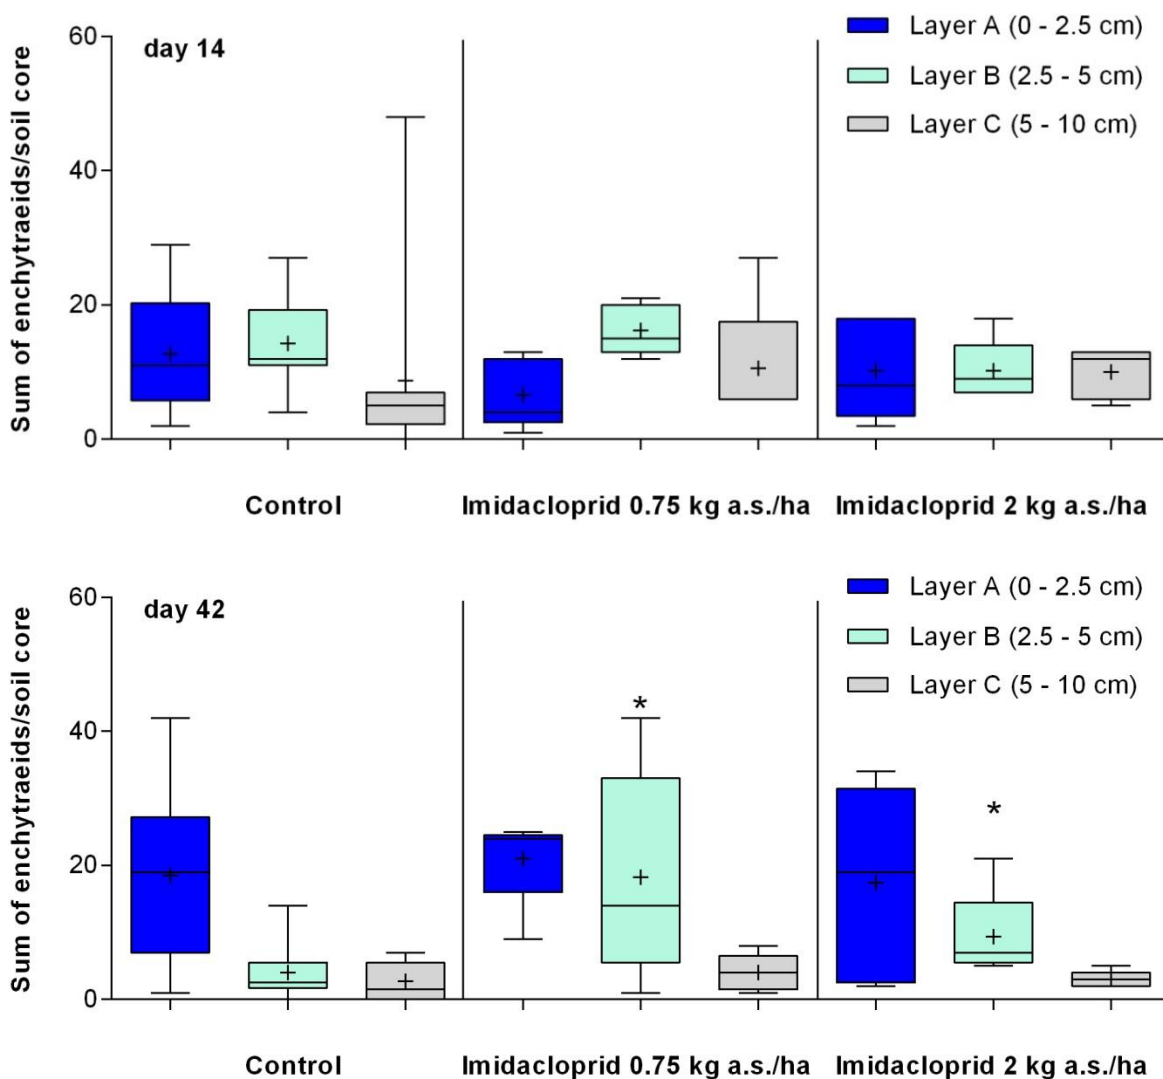 Sum of enchytraeids/soil core
60
40
20
0
day 14
Layer A (0 - 2.5 cm)
Layer B (2.5 - 5 cm)
Layer C (5 - 10 cm)
Control
Imidacloprid 0.75 kg a.s./ha
Imidacloprid 2 kg a.s./ha
Sum of enchytraeids/soil core
60
40
20
0
day 42
Layer A (0 - 2.5 cm)
Layer B (2.5 - 5 cm)
Layer C (5 - 10 cm)
*
*
Control
Imidacloprid 0.75 kg a.s./ha
Imidacloprid 2 kg a.s./ha